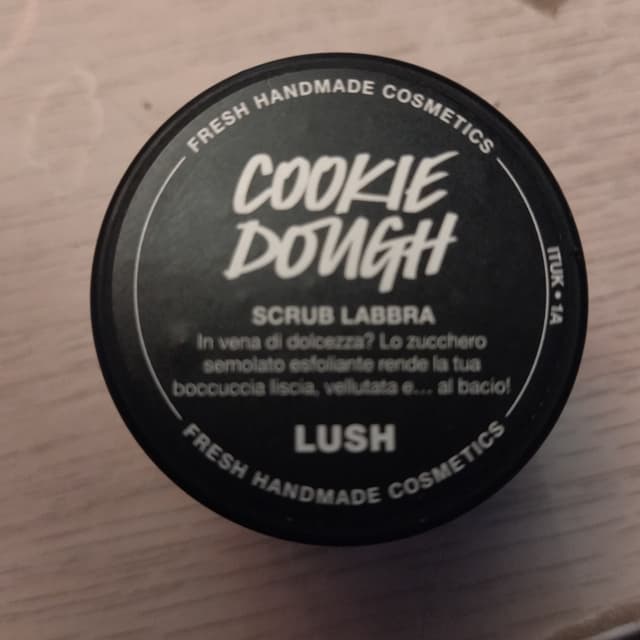 FRESH HANDMADE COSMETICS
COOKIE
DOUGH
SCRUB LABBRA
In vena di dolcezza? Lo zucchero
semolato esfoliante rende la tua
boccuccia liscia, vellutata e... al bacio!
LUSH
FRESH HANDMADE COSMETICS
ITUK • 1A